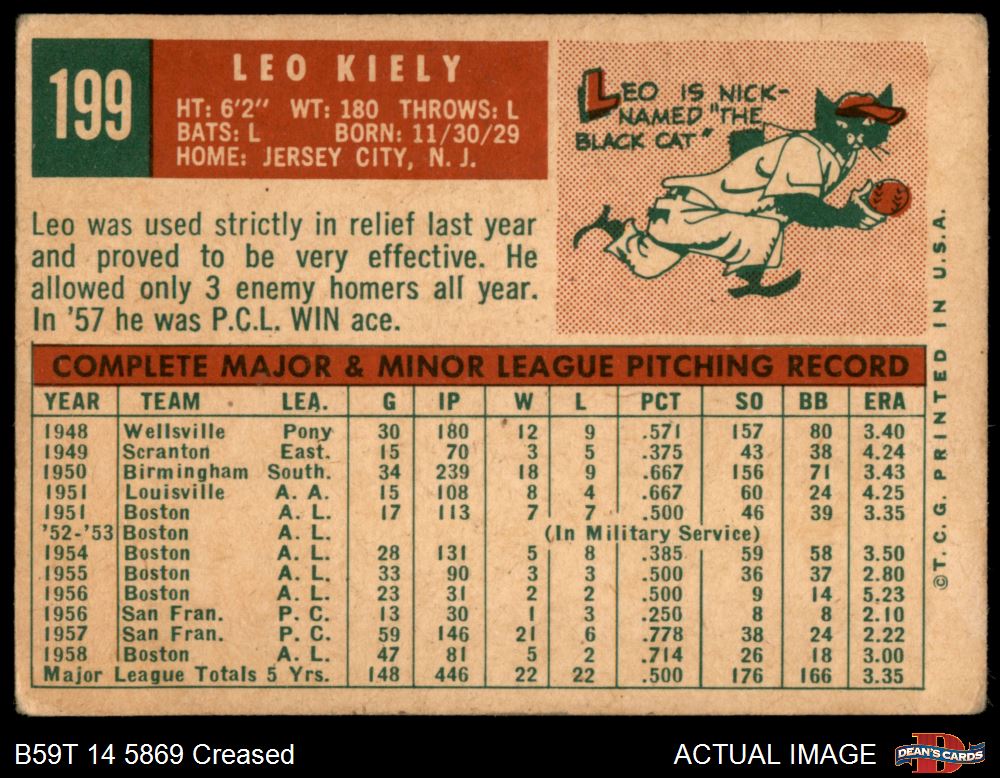 199
LEO KIELY
HT: 6'2" WT: 180 THROWS: L
BATS: L BORN: 11/30/29
HOME: JERSEY CITY, N. J.
LEO IS NICK-
NAMED "THE
BLACK CAT"
Leo was used strictly in relief last year
and proved to be very effective. He
allowed only 3 enemy homers all year.
In '57 he was P.C.L. WIN ace.
COMPLETE MAJOR & MINOR LEAGUE PITCHING RECORD
YEAR TEAM LEA. G IP W L PCT SO BB ERA
1948 Wellsville Pony 30 180 12 9 .571 157 80 3.40
1949 Scranton East. 15 70 3 5 .375 43 38 4.24
1950 Birmingham South. 34 239 18 9 .667 156 71 3.43
1951 Louisville A. A. 15 108 8 4 .667 60 24 4.25
1951 Boston A. L. 17 113 7 7 .500 46 39 3.35
'52-'53 Boston A. L. (In Military Service)
1954 Boston A. L. 28 131 5 8 .385 59 58 3.50
1955 Boston A. L. 33 90 3 3 .500 36 37 2.80
1956 Boston A. L. 23 31 2 2 .500 9 14 5.23
1956 San Fran. P. C. 13 30 1 3 .250 8 8 2.10
1957 San Fran. P. C. 59 146 21 6 .778 38 24 2.22
1958 Boston A. L. 47 81 5 2 .714 26 18 3.00
Major League Totals 5 Yrs. 148 446 22 22 .500 176 166 3.35
© T. C. G. PRINTED IN U.S.A.
B59T 14 5869 Creased
ACTUAL IMAGE
D
DEAN'S CARDS